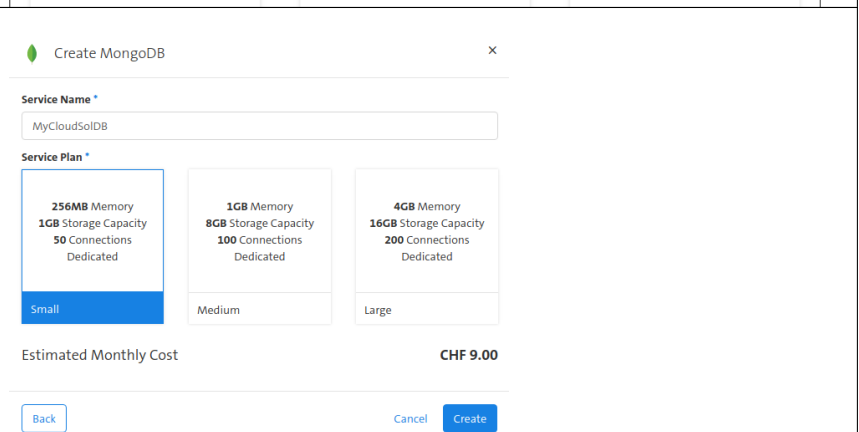 Create MongoDB
×
Service Name *
MyCloudSolDB
Service Plan *
256MB Memory
1GB Storage Capacity
50 Connections
Dedicated
Small
1GB Memory
8GB Storage Capacity
100 Connections
Dedicated
Medium
4GB Memory
16GB Storage Capacity
200 Connections
Dedicated
Large
Estimated Monthly Cost CHF 9.00
Back Cancel Create